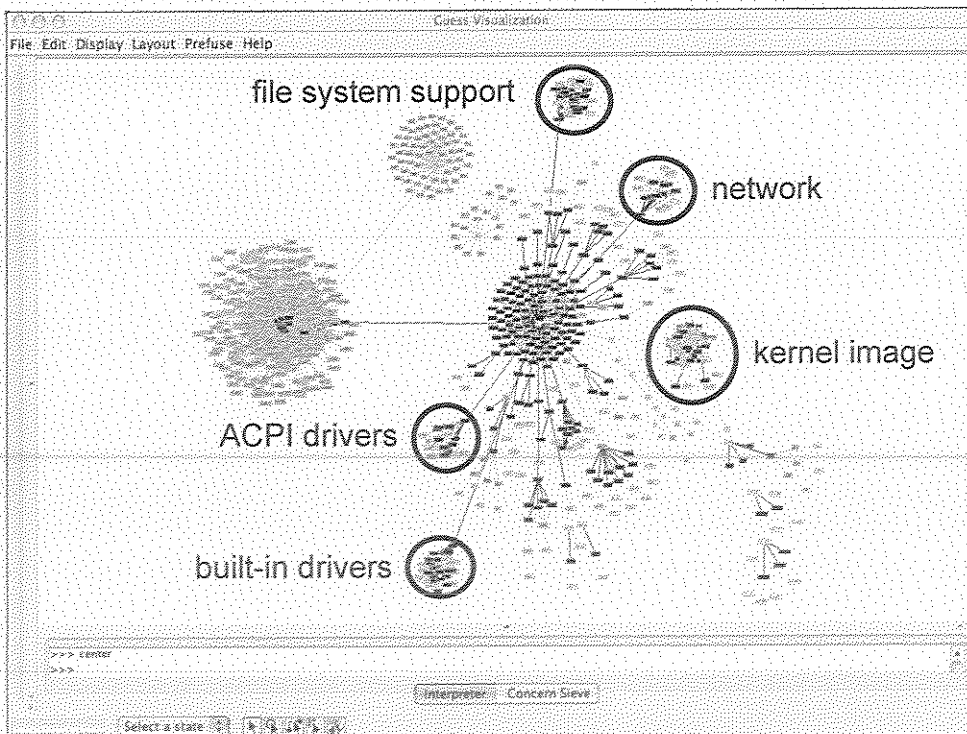 Guess Visualization
File Edit Display Layout Prefuse Help
file system support
network
kernel image
ACPI drivers
built-in drivers
>>> center
>>>
Interpreter Concern Sieve
Select a state